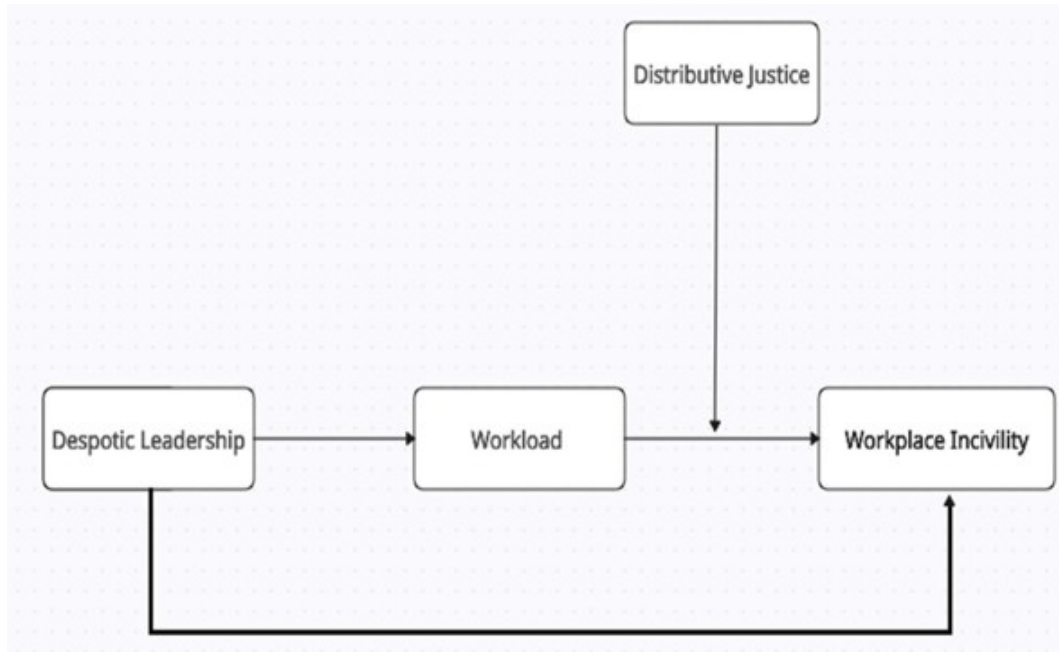 Distributive Justice
Despotic Leadership
Workload
Workplace Incivility